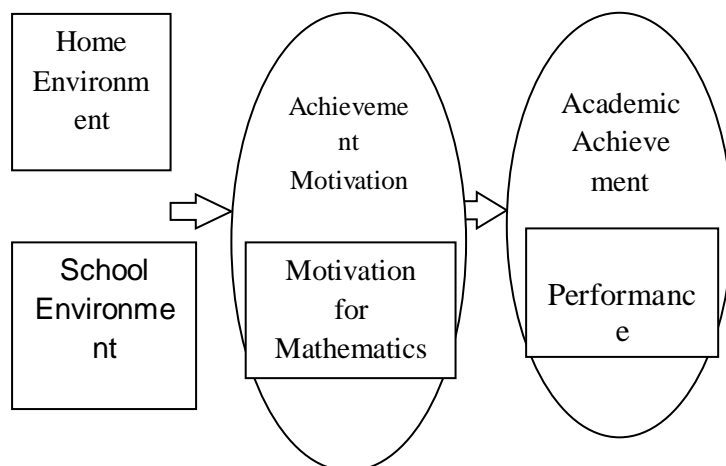 Home
Environm
ent
School
Environme
nt
Achieveme
nt
Motivation
Motivation
for
Mathematics
Academic
Achieve
ment
Performanc
e